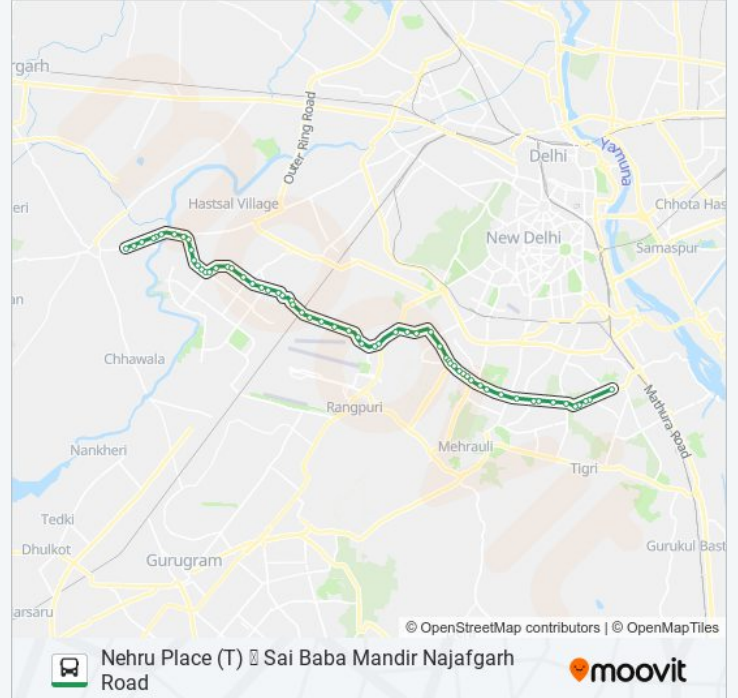 rgarh
Outer Ring Road
Delhi
Yamuna
Hastsal Village
Chhota Has
eri
New Delhi
Samaspur
an
Chhawala
Rangpuri
Mathura Road
Mehrauli
Nankheri
Tigri
Tedki
Dhulkot
Gurugram
Gurukul Bast
arsaru
© OpenStreetMap contributors | © OpenMapTiles
Nehru Place (T) Sai Baba Mandir Najafgarh
Road
moovit